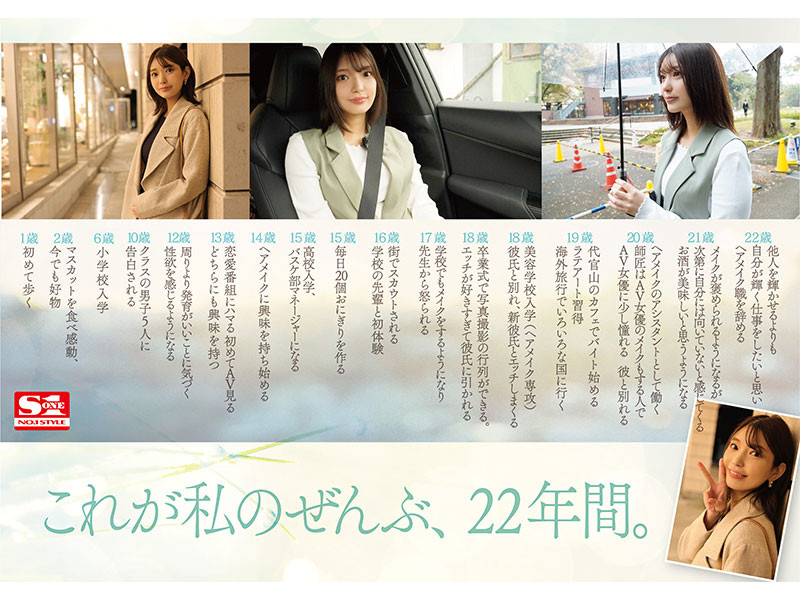 1歳
初めて歩く
2歳
マスカットを食べ感動、
今でも好物
6歳
小学校入学
10歳
クラスの男子5人に
告白される
12歳
周りより発育がいいことに気づく
性欲を感じるようになる
13歳
恋愛番組にハマる 初めてAV見る
どちらにも興味を持つ
14歳
ヘアメイクに興味を持ち始める
15歳
高校入学、
バスケ部マネージャーになる
15歳
毎日20個おにぎりを作る
16歳
街でスカウトされる
学校の先輩と初体験
17歳
学校でもメイクをするようになり
先生から怒られる
18歳
卒業式で写真撮影の行列ができる。
エッチが好きすぎて彼氏に引かれる
18歳
美容学校入学(ヘアメイク専攻)
彼氏と別れ、新彼氏とエッチしまくる
19歳
代官山のカフェでバイト始める
ラテアート習得
海外旅行でいろいろな国に行く
20歳
ヘアメイクのアシスタントとして働く
師匠はAV女優のメイクもする人で
AV女優に少し憧れる 彼と別れる
21歳
メイクが褒められるようになるが
次第に自分には向いていないと感じてくる
お酒が美味しいと思うようになる
22歳
他人を輝かせるよりも
自分が輝く仕事をしたいと思い
ヘアメイク職を辞める
S ONE
NO.1 STYLE
これが私のぜんぶ、22年間。